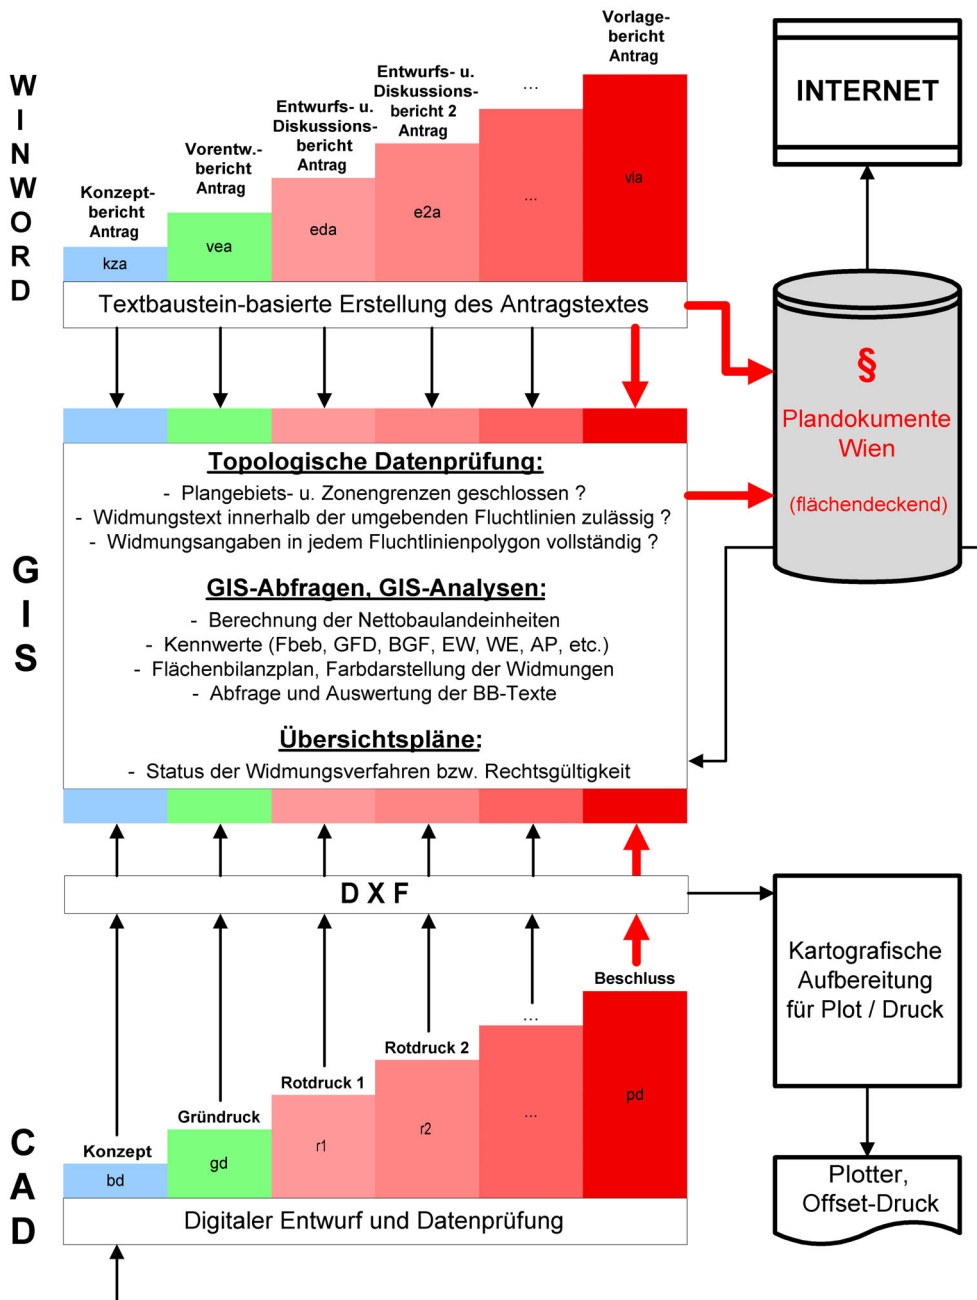 WINWORD
Konzept-
bericht
Antrag
kza
Vorentw.-
bericht
Antrag
vea
Entwurfs- u.
Diskussions-
bericht
Antrag
eda
Entwurfs- u.
Diskussions-
bericht 2
Antrag
e2a
...
...
Vorlage-
bericht
Antrag
vla
Textbaustein-basierte Erstellung des Antragstextes
INTERNET
§
Plandokumente
Wien
(flächendeckend)
GIS
Topologische Datenprüfung:
- Plangebiets- u. Zonengrenzen geschlossen ?
- Widmungstext innerhalb der umgebenden Fluchtlinien zulässig ?
- Widmungsangaben in jedem Fluchtlinienpolygon vollständig ?
GIS-Abfragen, GIS-Analysen:
- Berechnung der Nettobaulandeinheiten
- Kennwerte (Fbeb, GFD, BGF, EW, WE, AP, etc.)
- Flächenbilanzplan, Farbdarstellung der Widmungen
- Abfrage und Auswertung der BB-Texte
Übersichtspläne:
- Status der Widmungsverfahren bzw. Rechtsgültigkeit
D X F
Kartografische
Aufbereitung
für Plot / Druck
Plotter,
Offset-Druck
CAD
Konzept
bd
Gründruck
gd
Rotdruck 1
r1
Rotdruck 2
r2
...
...
Beschluss
pd
Digitaler Entwurf und Datenprüfung